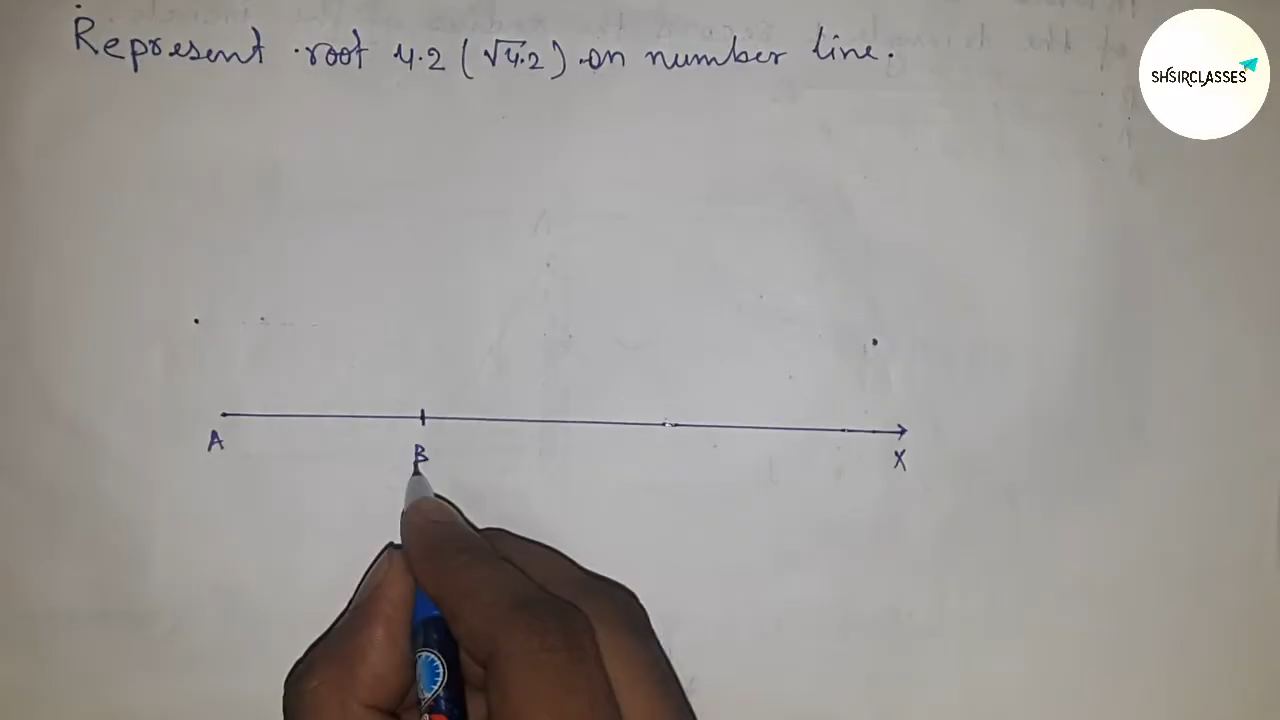 Represent root 4.2 (√4.2) on number line.
SHSIRCLASSES
A
B
X